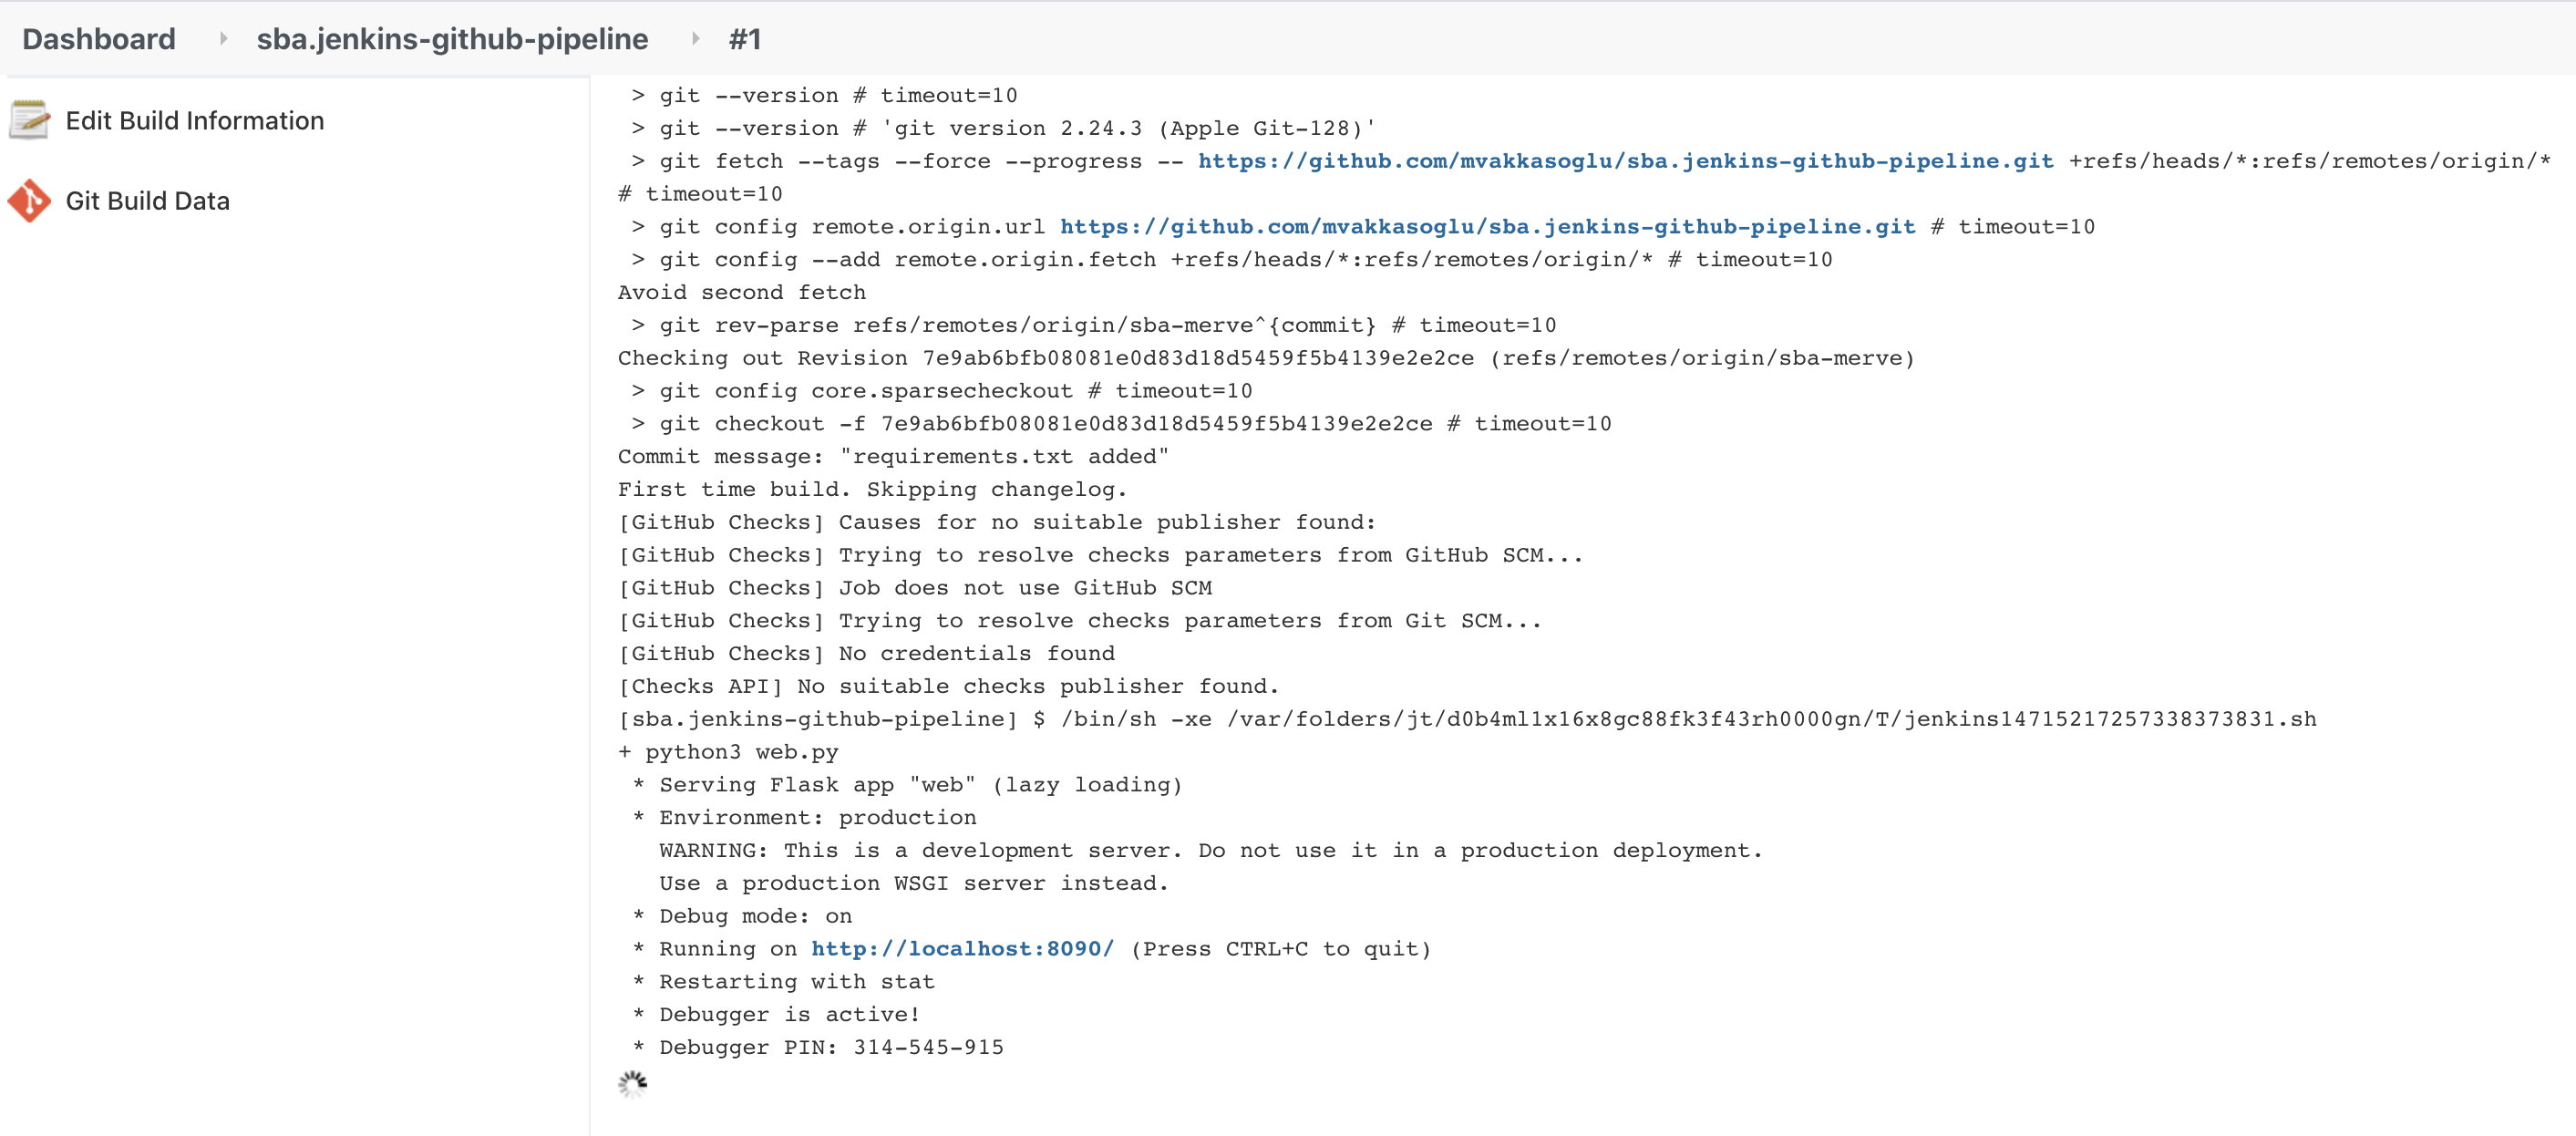 Dashboard sba.jenkins-github-pipeline #1
Edit Build Information
Git Build Data
> git --version # timeout=10
> git --version # 'git version 2.24.3 (Apple Git-128)'
> git fetch --tags --force --progress -- https://github.com/mvakkasoglu/sba.jenkins-github-pipeline.git +refs/heads/*:refs/remotes/origin/*
# timeout=10
> git config remote.origin.url https://github.com/mvakkasoglu/sba.jenkins-github-pipeline.git # timeout=10
> git config --add remote.origin.fetch +refs/heads/*:refs/remotes/origin/* # timeout=10
Avoid second fetch
> git rev-parse refs/remotes/origin/sba-merve^{commit} # timeout=10
Checking out Revision 7e9ab6bfb08081e0d83d18d5459f5b4139e2e2ce (refs/remotes/origin/sba-merve)
> git config core.sparsecheckout # timeout=10
> git checkout -f 7e9ab6bfb08081e0d83d18d5459f5b4139e2e2ce # timeout=10
Commit message: "requirements.txt added"
First time build. Skipping changelog.
[GitHub Checks] Causes for no suitable publisher found:
[GitHub Checks] Trying to resolve checks parameters from GitHub SCM...
[GitHub Checks] Job does not use GitHub SCM
[GitHub Checks] Trying to resolve checks parameters from Git SCM...
[GitHub Checks] No credentials found
[Checks API] No suitable checks publisher found.
[sba.jenkins-github-pipeline] $ /bin/sh -xe /var/folders/jt/d0b4ml1x16x8gc88fk3f43rh0000gn/T/jenkins14715217257338373831.sh
+ python3 web.py
* Serving Flask app "web" (lazy loading)
* Environment: production
WARNING: This is a development server. Do not use it in a production deployment.
Use a production WSGI server instead.
* Debug mode: on
* Running on http://localhost:8090/ (Press CTRL+C to quit)
* Restarting with stat
* Debugger is active!
* Debugger PIN: 314-545-915